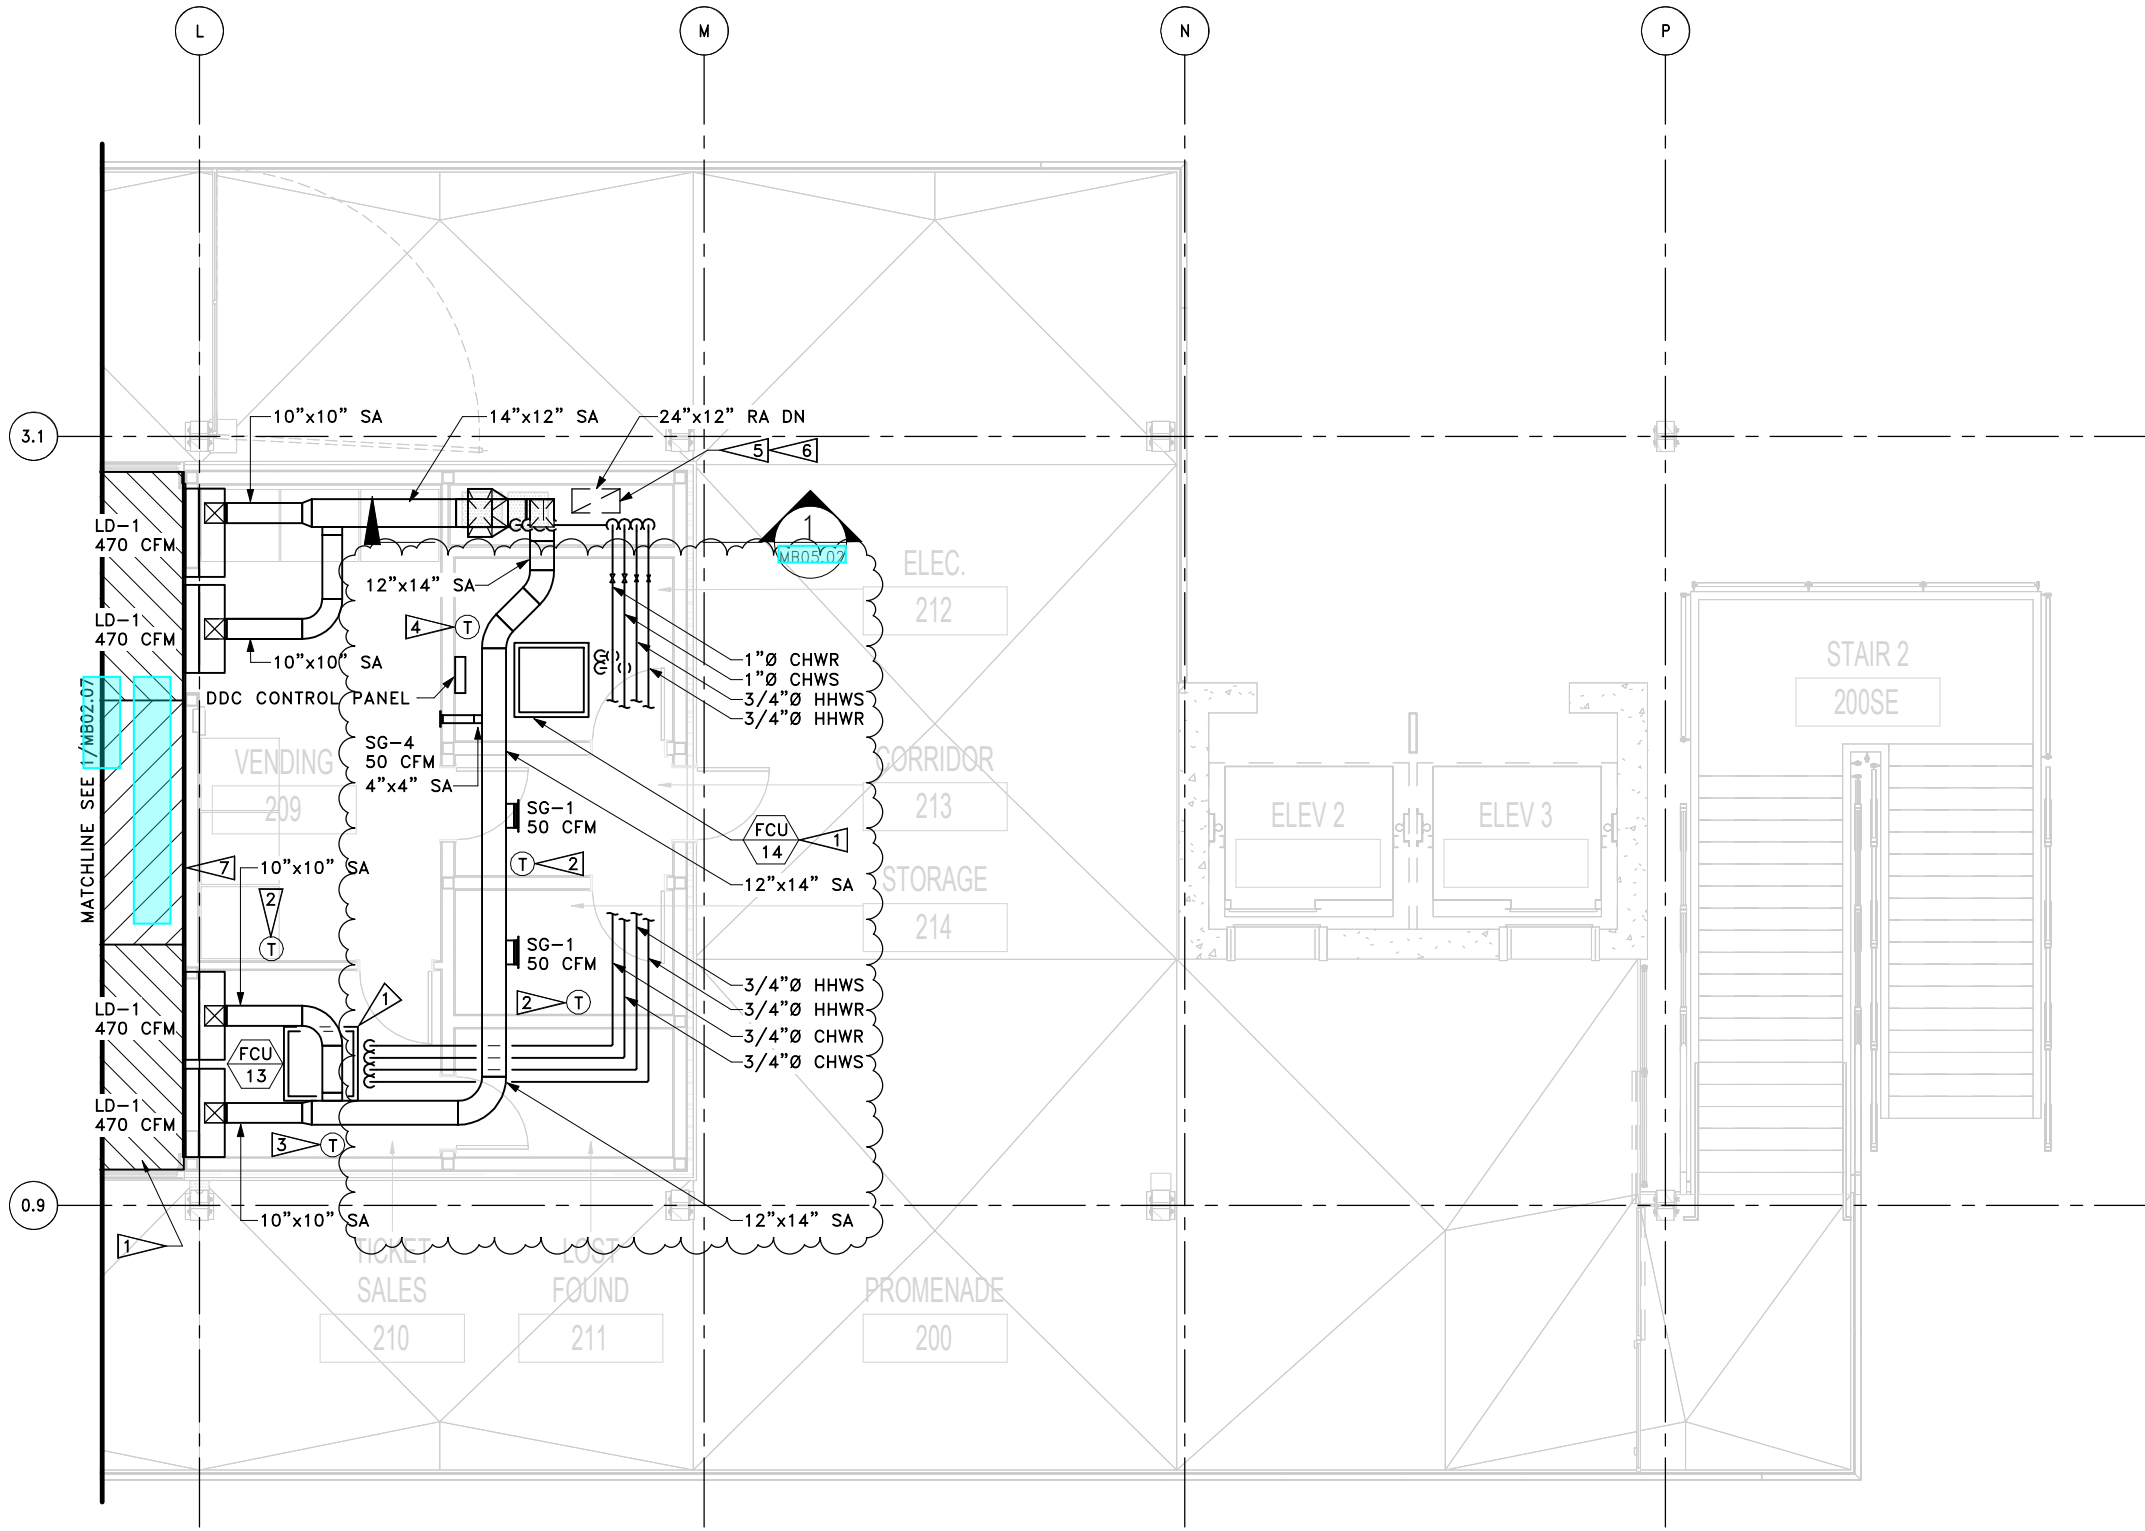 L
M
N
P
3.1
10"x10" SA
14"x12" SA
24"x12" RA DN
5
6
LD-1
470 CFM
1
MB05.02
ELEC.
212
12"x14" SA
4
T
LD-1
470 CFM
10"x10" SA
1"Ø CHWR
1"Ø CHWS
3/4"Ø HHWS
3/4"Ø HHWR
STAIR 2
200SE
DDC CONTROL PANEL
MATCHLINE SEE 1/MB02.07
VENDING
209
SG-4
50 CFM
4"x4" SA
CORRIDOR
213
SG-1
50 CFM
FCU
14
1
ELEV 2
ELEV 3
7
10"x10" SA
T
2
12"x14" SA
STORAGE
214
2
T
SG-1
50 CFM
2
T
3/4"Ø HHWS
3/4"Ø HHWR
3/4"Ø CHWR
3/4"Ø CHWS
1
LD-1
470 CFM
FCU
13
LD-1
470 CFM
3
T
0.9
10"x10" SA
12"x14" SA
1
TICKET
SALES
210
LOST
FOUND
211
PROMENADE
200